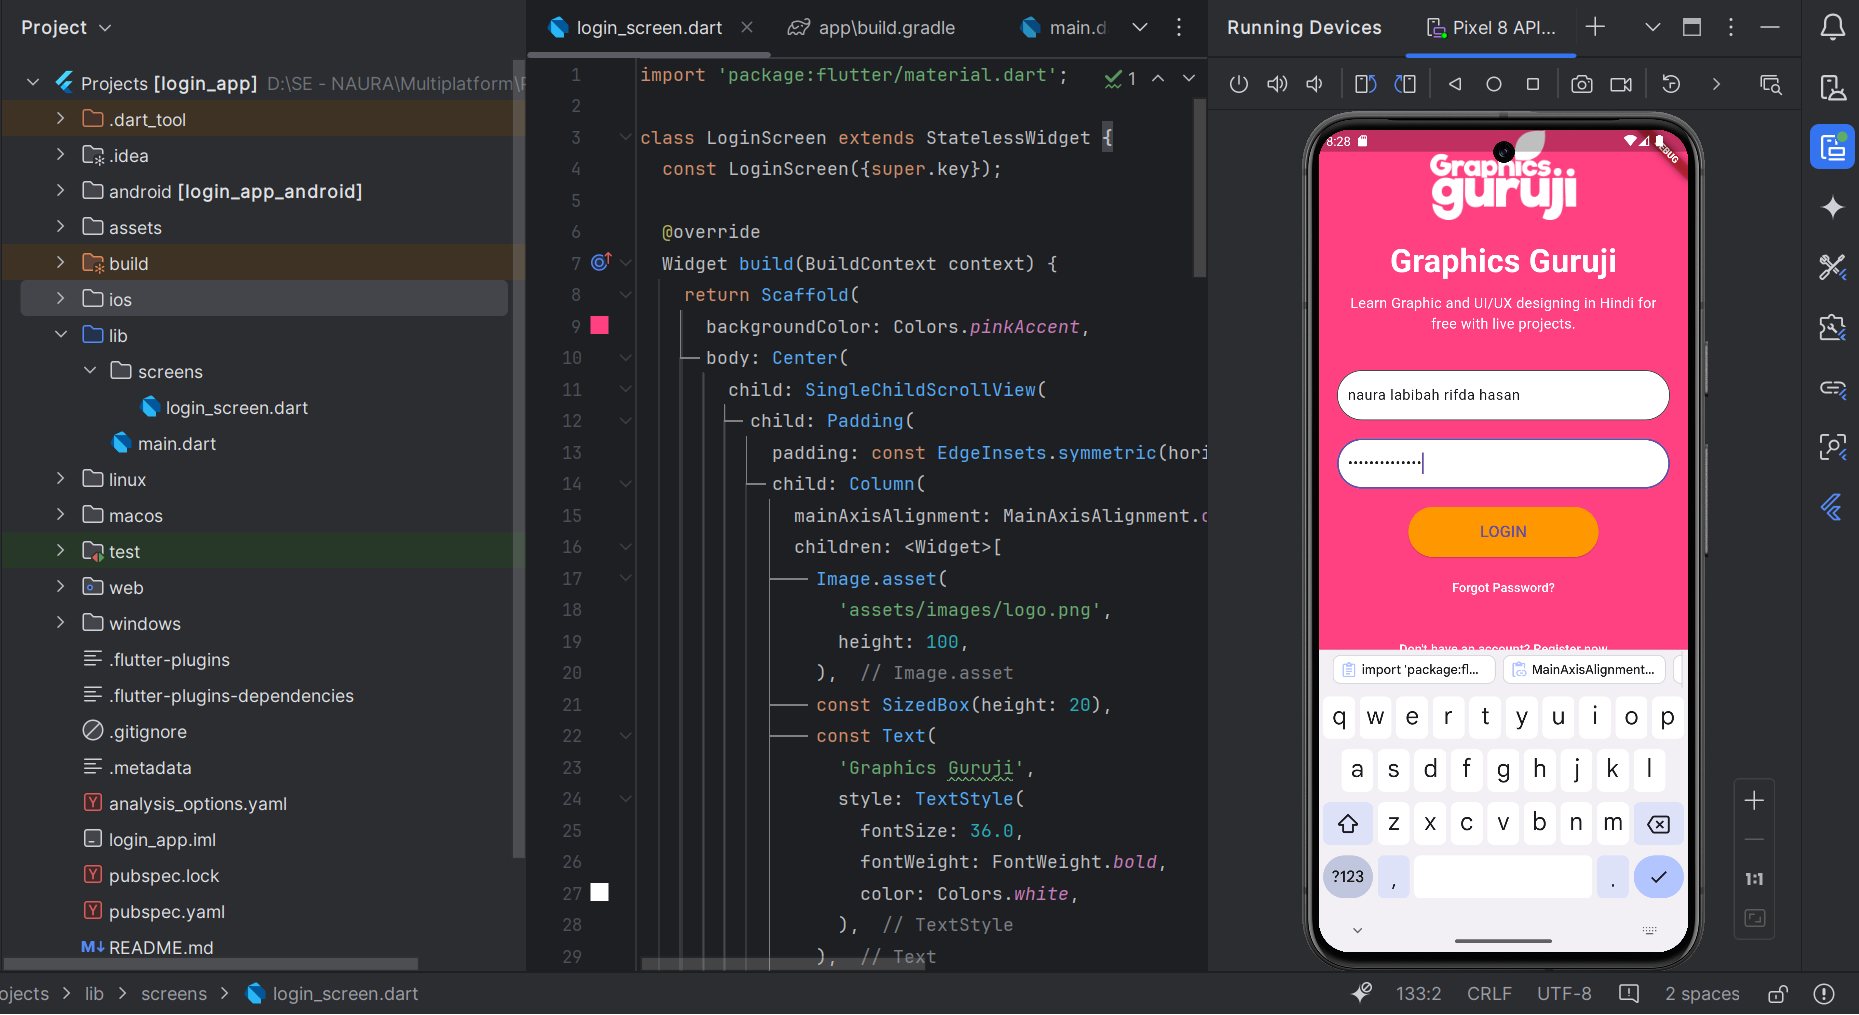 Project
login_screen.dart
app\build.gradle
main.d
Running Devices
Pixel 8 API...
Projects [login_app] D:\SE - NAURA\Multiplatform\
.dart_tool
.idea
android [login_app_android]
assets
build
ios
lib
screens
login_screen.dart
main.dart
linux
macos
test
web
windows
.flutter-plugins
.flutter-plugins-dependencies
.gitignore
.metadata
analysis_options.yaml
login_app.iml
pubspec.lock
pubspec.yaml
M↓ README.md
1 import 'package:flutter/material.dart';
1
2
3 class LoginScreen extends StatelessWidget {
4 const LoginScreen({super.key});
5
6 @override
7 Widget build(BuildContext context) {
8 return Scaffold(
9 backgroundColor: Colors.pinkAccent,
10 body: Center(
11 child: SingleChildScrollView(
12 child: Padding(
13 padding: const EdgeInsets.symmetric(hori
14 child: Column(
15 mainAxisAlignment: MainAxisAlignment.c
16 children: <Widget>[
17 Image.asset(
18 'assets/images/logo.png',
19 height: 100,
20 ), // Image.asset
21 const SizedBox(height: 20),
22 const Text(
23 'Graphics Guruji',
24 style: TextStyle(
25 fontSize: 36.0,
26 fontWeight: FontWeight.bold,
27 color: Colors.white,
28 ), // TextStyle
29 ), // Text
8:28
Graphics
guruji
Graphics Guruji
Learn Graphic and UI/UX designing in Hindi for
free with live projects.
naura labibah rifda hasan
LOGIN
Forgot Password?
Don't have an account? Register now
import 'package:fl...
MainAxisAlignment...
q w e r t y u i o p
a s d f g h j k l
z x c v b n m
?123 , .
1:1
ojects > lib > screens > login_screen.dart
133:2 CRLF UTF-8 2 spaces